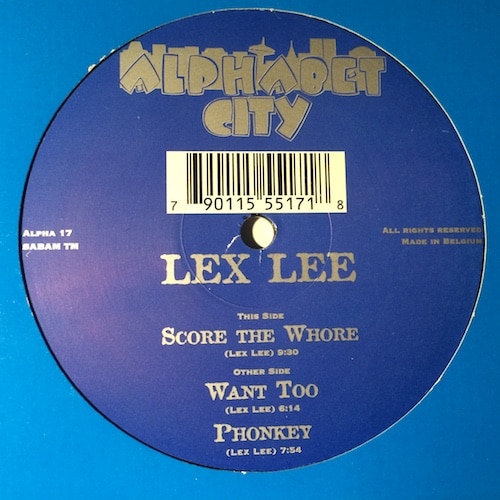 ALPHABET
CITY
7 90115 55171 8
ALPHA 17
SABAM TM
ALL RIGHTS RESERVED
MADE IN BELGIUM
LEX LEE
THIS SIDE
SCORE THE WHORE
(LEX LEE) 9:30
OTHER SIDE
WANT TOO
(LEX LEE) 6:14
PHONKEY
(LEX LEE) 7:54